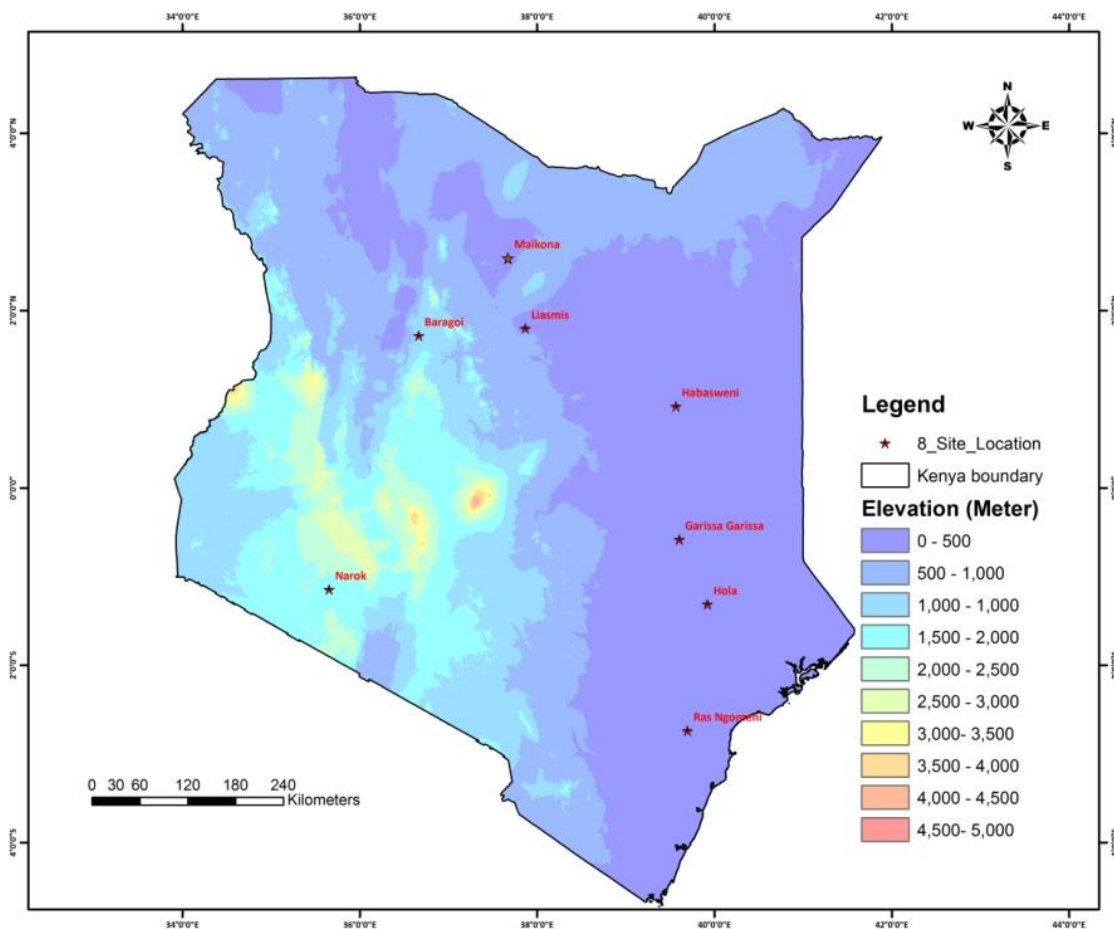 34°0'0"E
36°0'0"E
38°0'0"E
40°0'0"E
42°0'0"E
44°0'0"E
4°0'0"N
N
W
E
S
Maikona
2°0'0"N
Baragoi
Liasmis
Habasweni
Legend
8_Site_Location
Kenya boundary
0°0'0"
Elevation (Meter)
Garissa Garissa
0 - 500
500 - 1,000
Narok
Hola
1,000 - 1,000
1,500 - 2,000
2°0'0"S
2,000 - 2,500
2,500 - 3,000
Ras Ngomeni
3,000- 3,500
3,500 - 4,000
0 30 60 120 180 240
Kilometers
4,000 - 4,500
4,500- 5,000
4°0'0"S
34°0'0"E
36°0'0"E
38°0'0"E
40°0'0"E
42°0'0"E
44°0'0"E